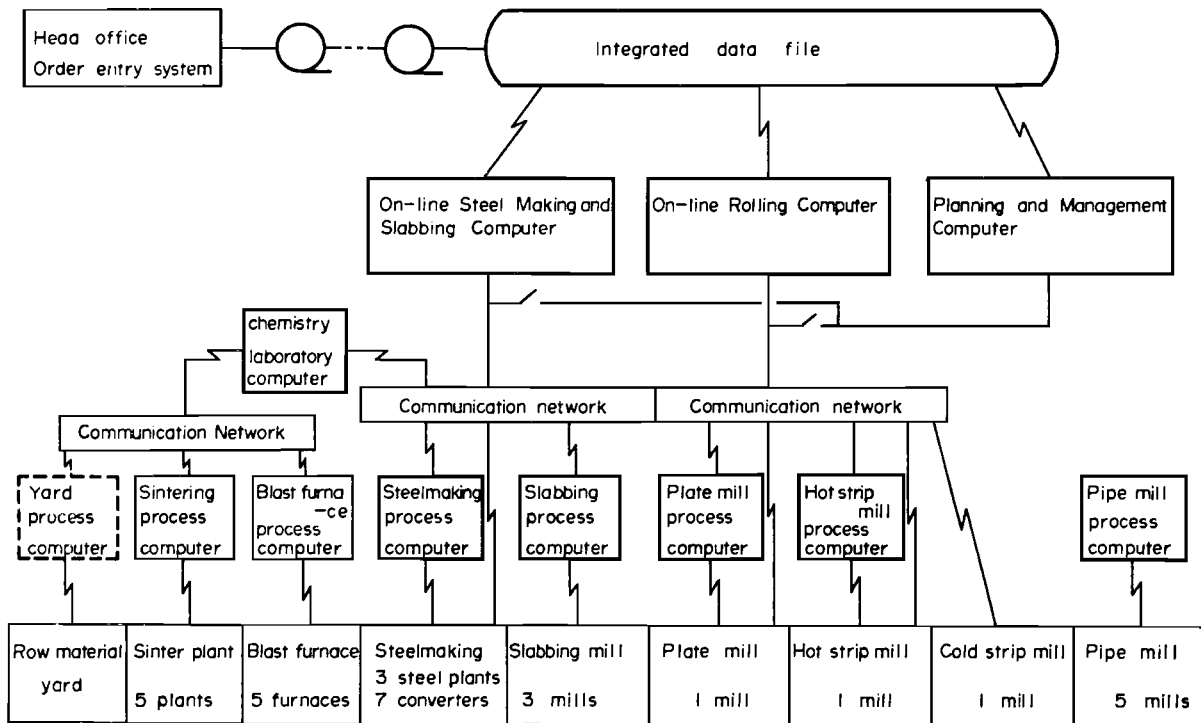 Head office
Order entry system
Integrated data file
On-line Steel Making and
Slabbing Computer
On-line Rolling Computer
Planning and Management
Computer
chemistry
laboratory
computer
Communication network
Communication network
Communication Network
Yard
process
computer
Sintering
process
computer
Blast furna
-ce
process
computer
Steelmaking
process
computer
Slabbing
process
computer
Plate mill
process
computer
Hot strip
mill
process
computer
Pipe mill
process
computer
Row material
yard
Sinter plant
5 plants
Blast furnace
5 furnaces
Steelmaking
3 steel plants
7 converters
Slabbing mill
3 mills
Plate mill
1 mill
Hot strip mill
1 mill
Cold strip mill
1 mill
Pipe mill
5 mills